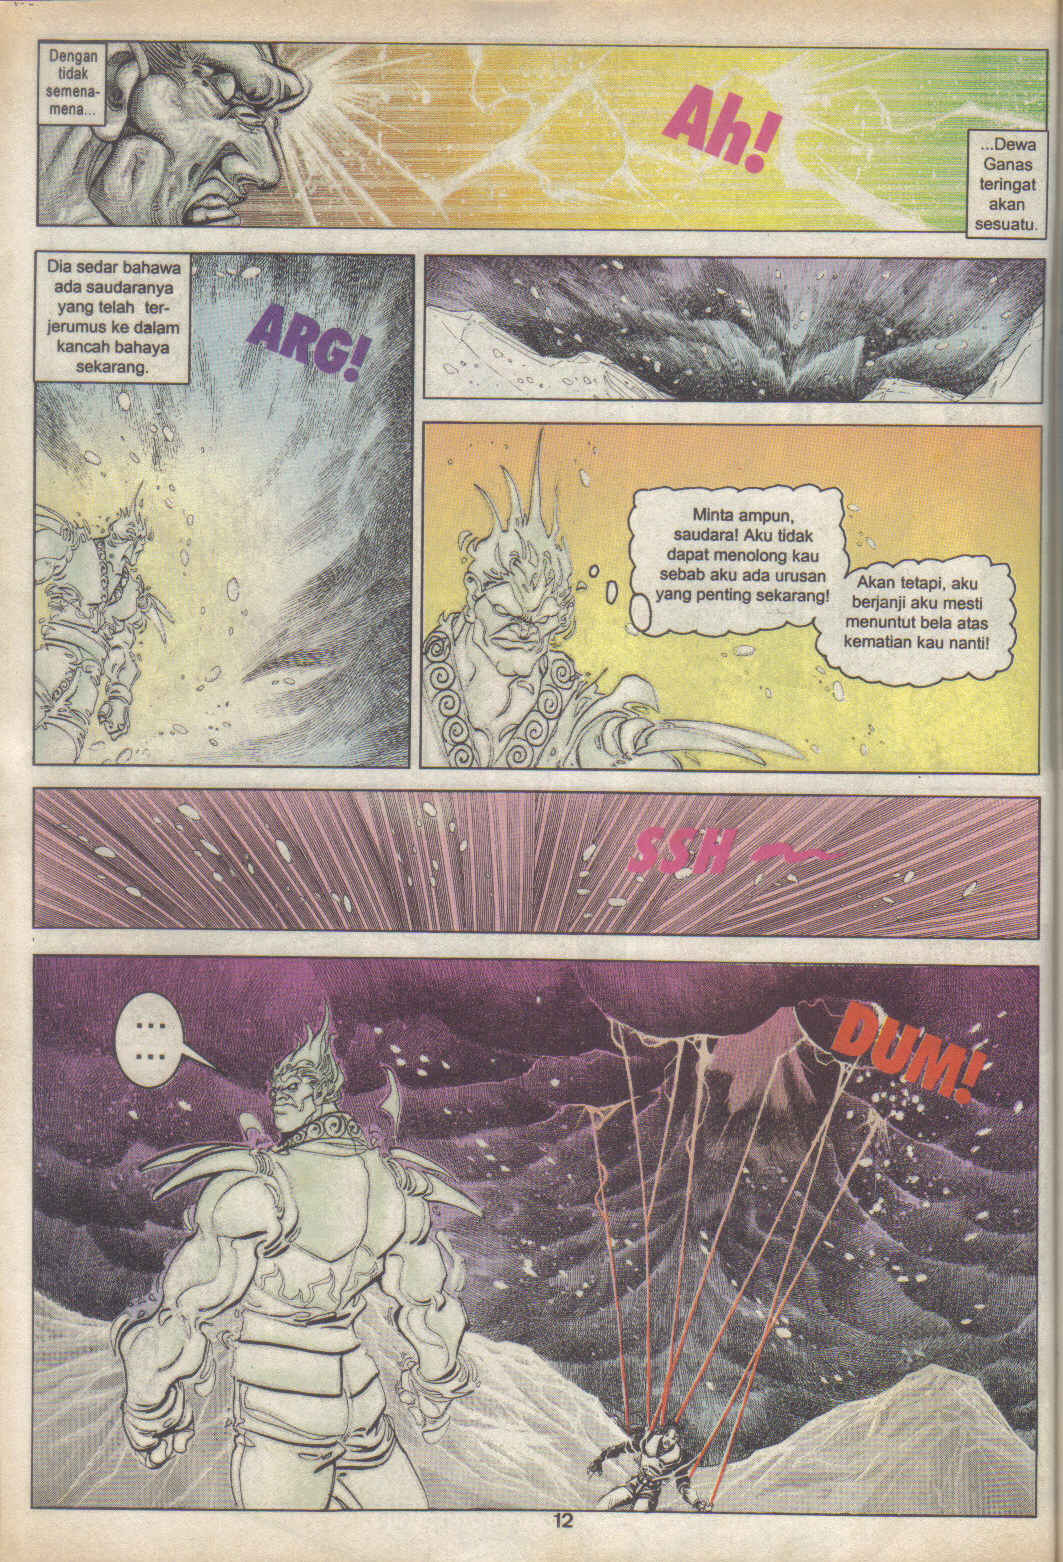 Dengan
tidak
semena-
mena...
Ah!
...Dewa
Ganas
teringat
akan
sesuatu.
Dia sedar bahawa
ada saudaranya
yang telah ter-
jerumus ke dalam
kancah bahaya
sekarang.
ARG!
Minta ampun,
saudara! Aku tidak
dapat menolong kau
sebab aku ada urusan
yang penting sekarang!
Akan tetapi, aku
berjanji aku mesti
menuntut bela atas
kematian kau nanti!
SSH ~
...
...
DUM!
12